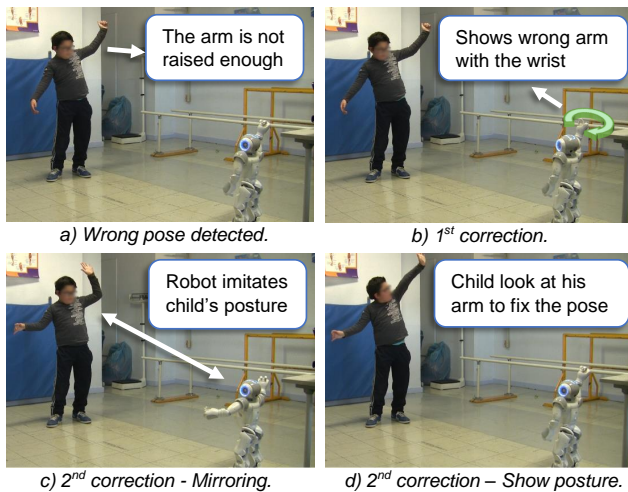 The arm is not
raised enough
Shows wrong arm
with the wrist
a) Wrong pose detected.
b) 1st correction.
Robot imitates
child's posture
Child look at his
arm to fix the pose
c) 2nd correction - Mirroring.
d) 2nd correction – Show posture.